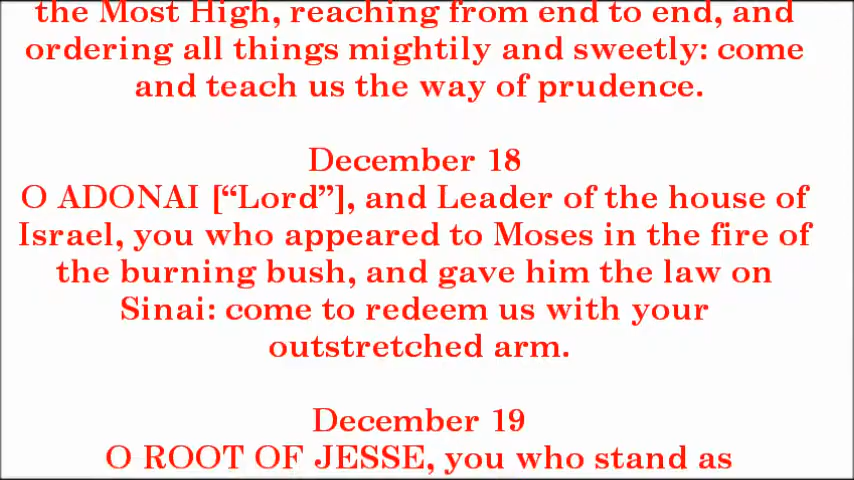 the Most High, reaching from end to end, and
ordering all things mightily and sweetly: come
and teach us the way of prudence.
December 18
O ADONAI [“Lord”], and Leader of the house of
Israel, you who appeared to Moses in the fire of
the burning bush, and gave him the law on
Sinai: come to redeem us with your
outstretched arm.
December 19
O ROOT OF JESSE, you who stand as